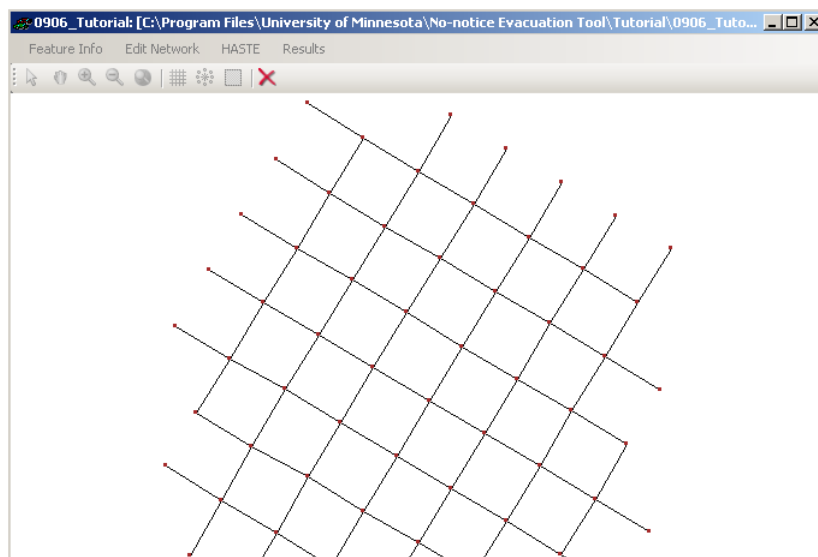 0906_Tutorial: [C:\Program Files\University of Minnesota\No-notice Evacuation Tool\Tutorial\0906_Tuto...
Feature Info Edit Network HASTE Results